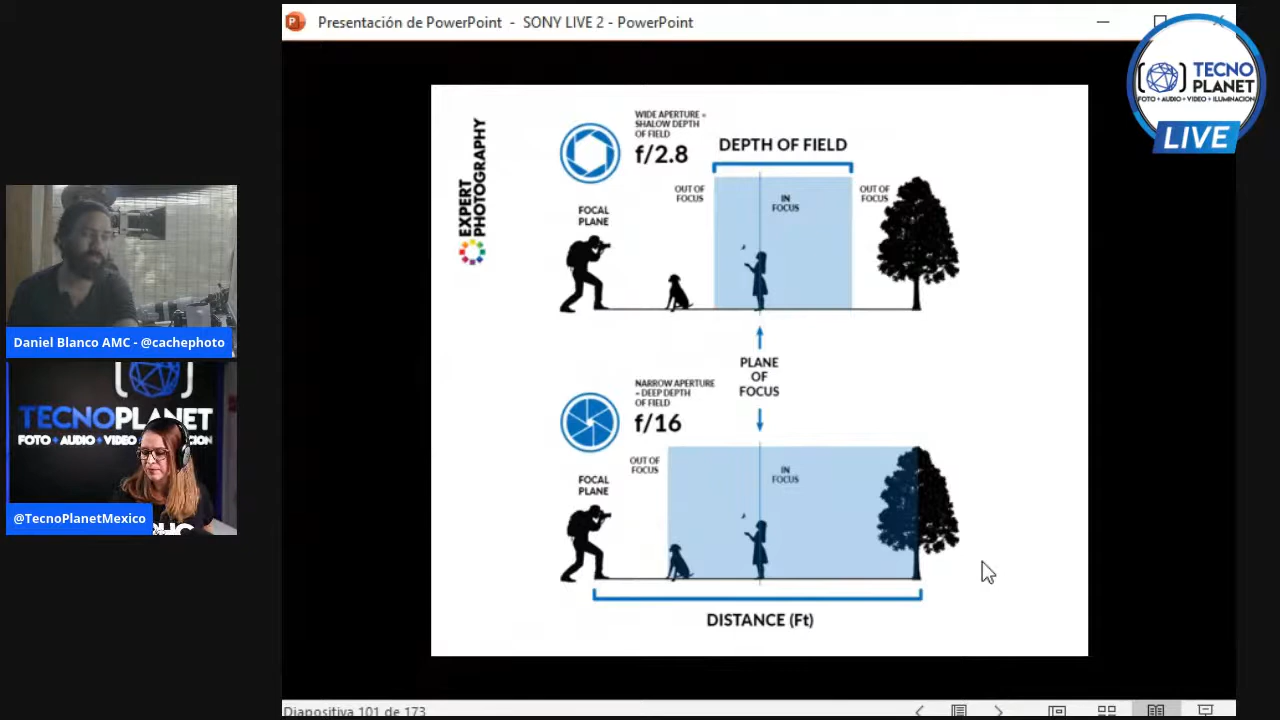 Presentación de PowerPoint - SONY LIVE 2 - PowerPoint
TECNO
PLANET
FOTO + AUDIO + VIDEO + ILUMINACION
LIVE
EXPERT
PHOTOGRAPHY
WIDE APERTURE =
SHALOW DEPTH
OF FIELD
f/2.8
DEPTH OF FIELD
OUT OF
FOCUS
IN
FOCUS
OUT OF
FOCUS
FOCAL
PLANE
PLANE
OF
FOCUS
NARROW APERTURE
= DEEP DEPTH
OF FIELD
f/16
OUT OF
FOCUS
IN
FOCUS
FOCAL
PLANE
DISTANCE (Ft)
Daniel Blanco AMC - @cachephoto
TECNOPLANET
FOTO + AUDIO + VIDEO
@TecnoPlanetMexico
Diapositiva 101 de 173